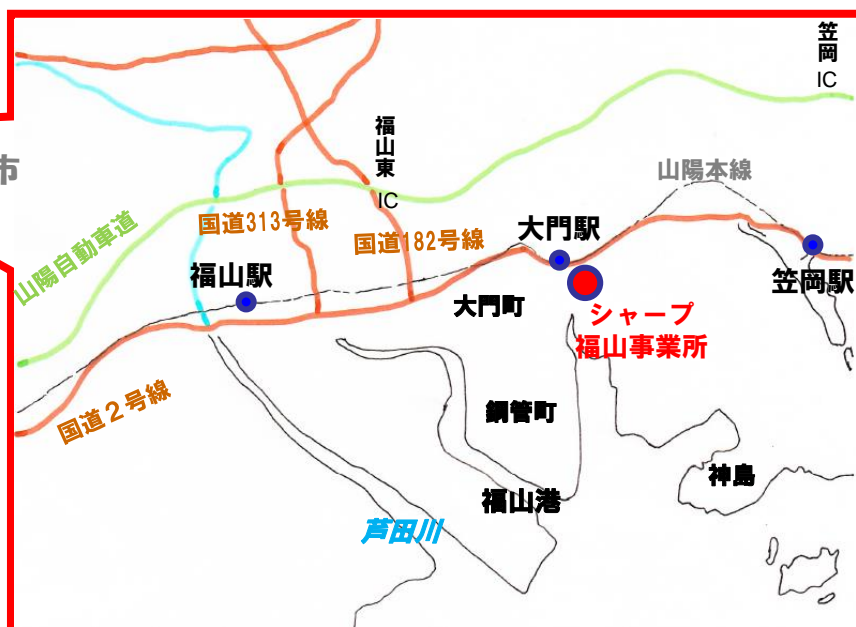 笠岡
IC
福山東
IC
市
山陽本線
山陽自動車道
国道313号線
国道182号線
大門駅
福山駅
笠岡駅
大門町
シャープ
福山事業所
国道2号線
鋼管町
神島
福山港
芦田川